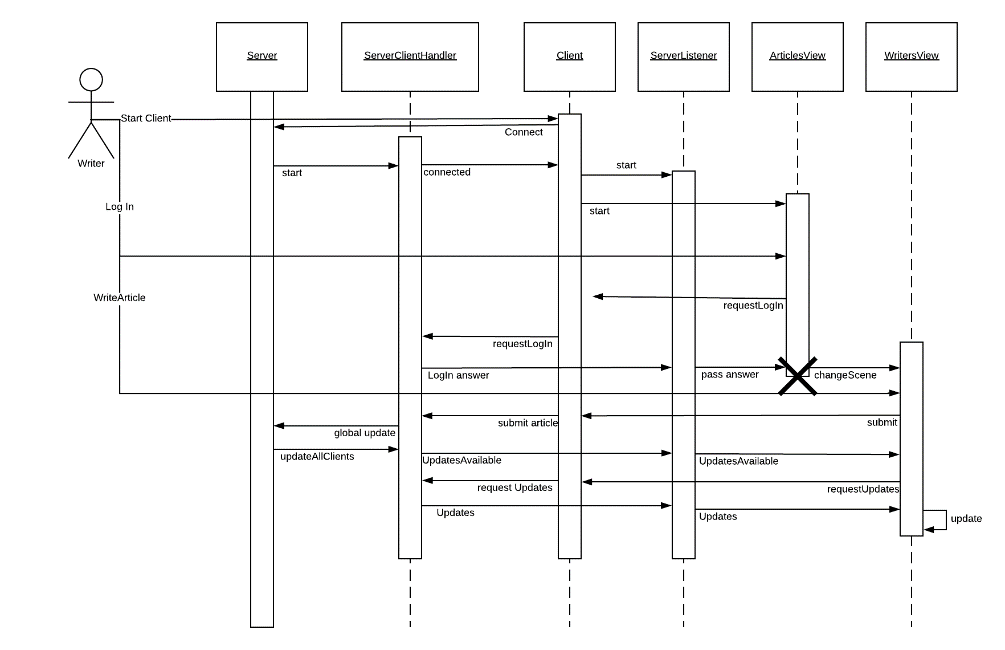 Server
ServerClientHandler
Client
ServerListener
ArticlesView
WritersView
Start Client
Connect
Writer
start
connected
start
Log In
start
WriteArticle
requestLogIn
requestLogIn
LogIn answer
pass answer
changeScene
submit article
submit
global update
updateAllClients
UpdatesAvailable
UpdatesAvailable
request Updates
requestUpdates
Updates
Updates
update